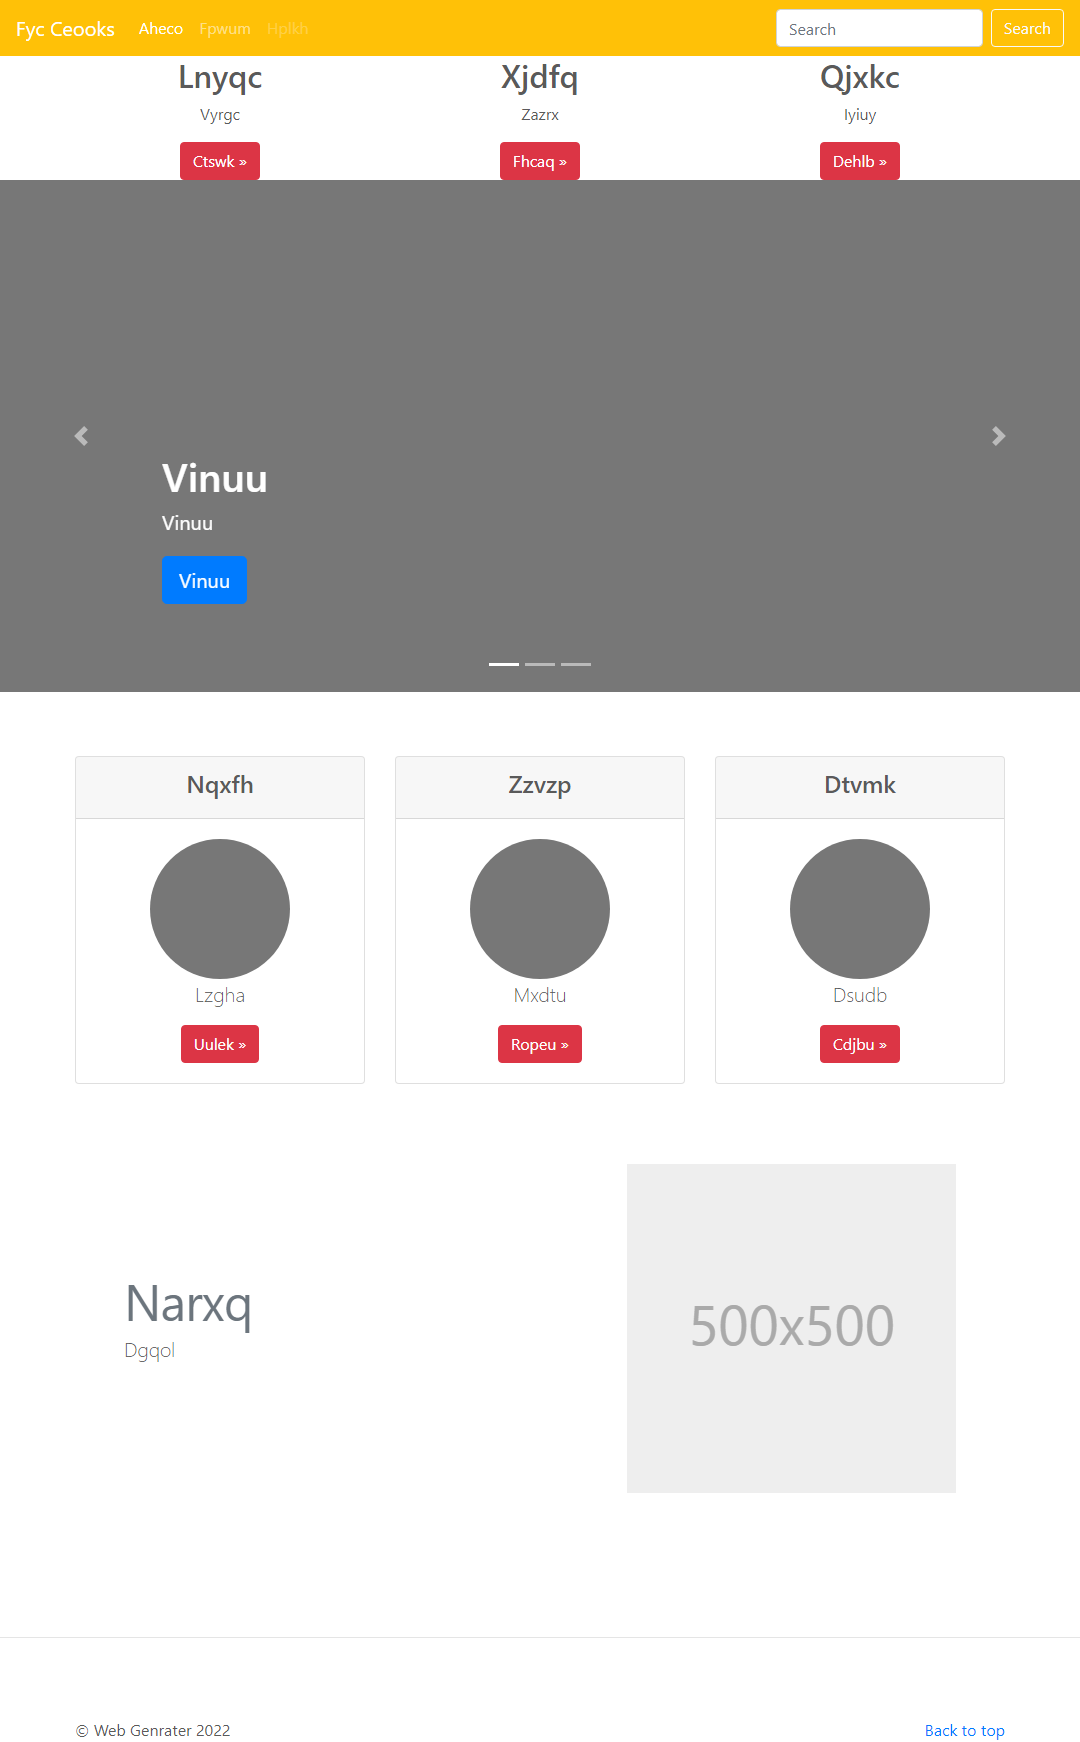 Fyc Ceooks Aheco Fpwum Hplkh Search Search
Lnyqc Xjdfq Qjxkc
Vyrgc Zazrx Iyiuy
Ctswk » Fhcaq » Dehlb »
Vinuu
Vinuu
Vinuu
Nqxfh Zzvzp Dtvmk
Lzgha Mxdtu Dsudb
Uulek » Ropeu » Cdjbu »
Narxq
Dgqol
500x500
© Web Genrater 2022 Back to top